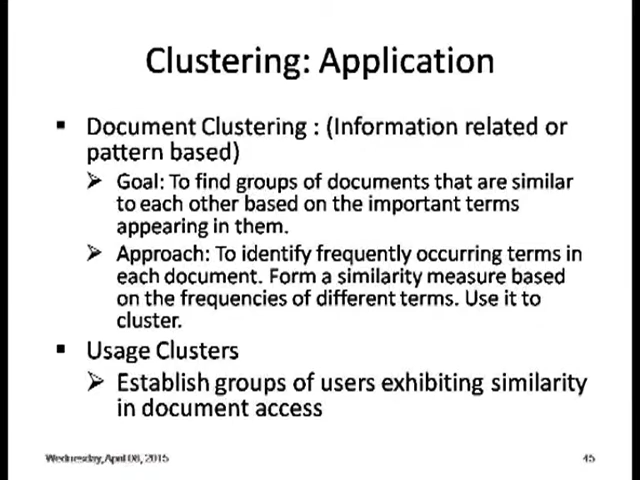 Clustering: Application
▪ Document Clustering : (Information related or
pattern based)
➤ Goal: To find groups of documents that are similar
to each other based on the important terms
appearing in them.
➤ Approach: To identify frequently occurring terms in
each document. Form a similarity measure based
on the frequencies of different terms. Use it to
cluster.
▪ Usage Clusters
➤ Establish groups of users exhibiting similarity
in document access
Wednesday, April 08, 2015
45